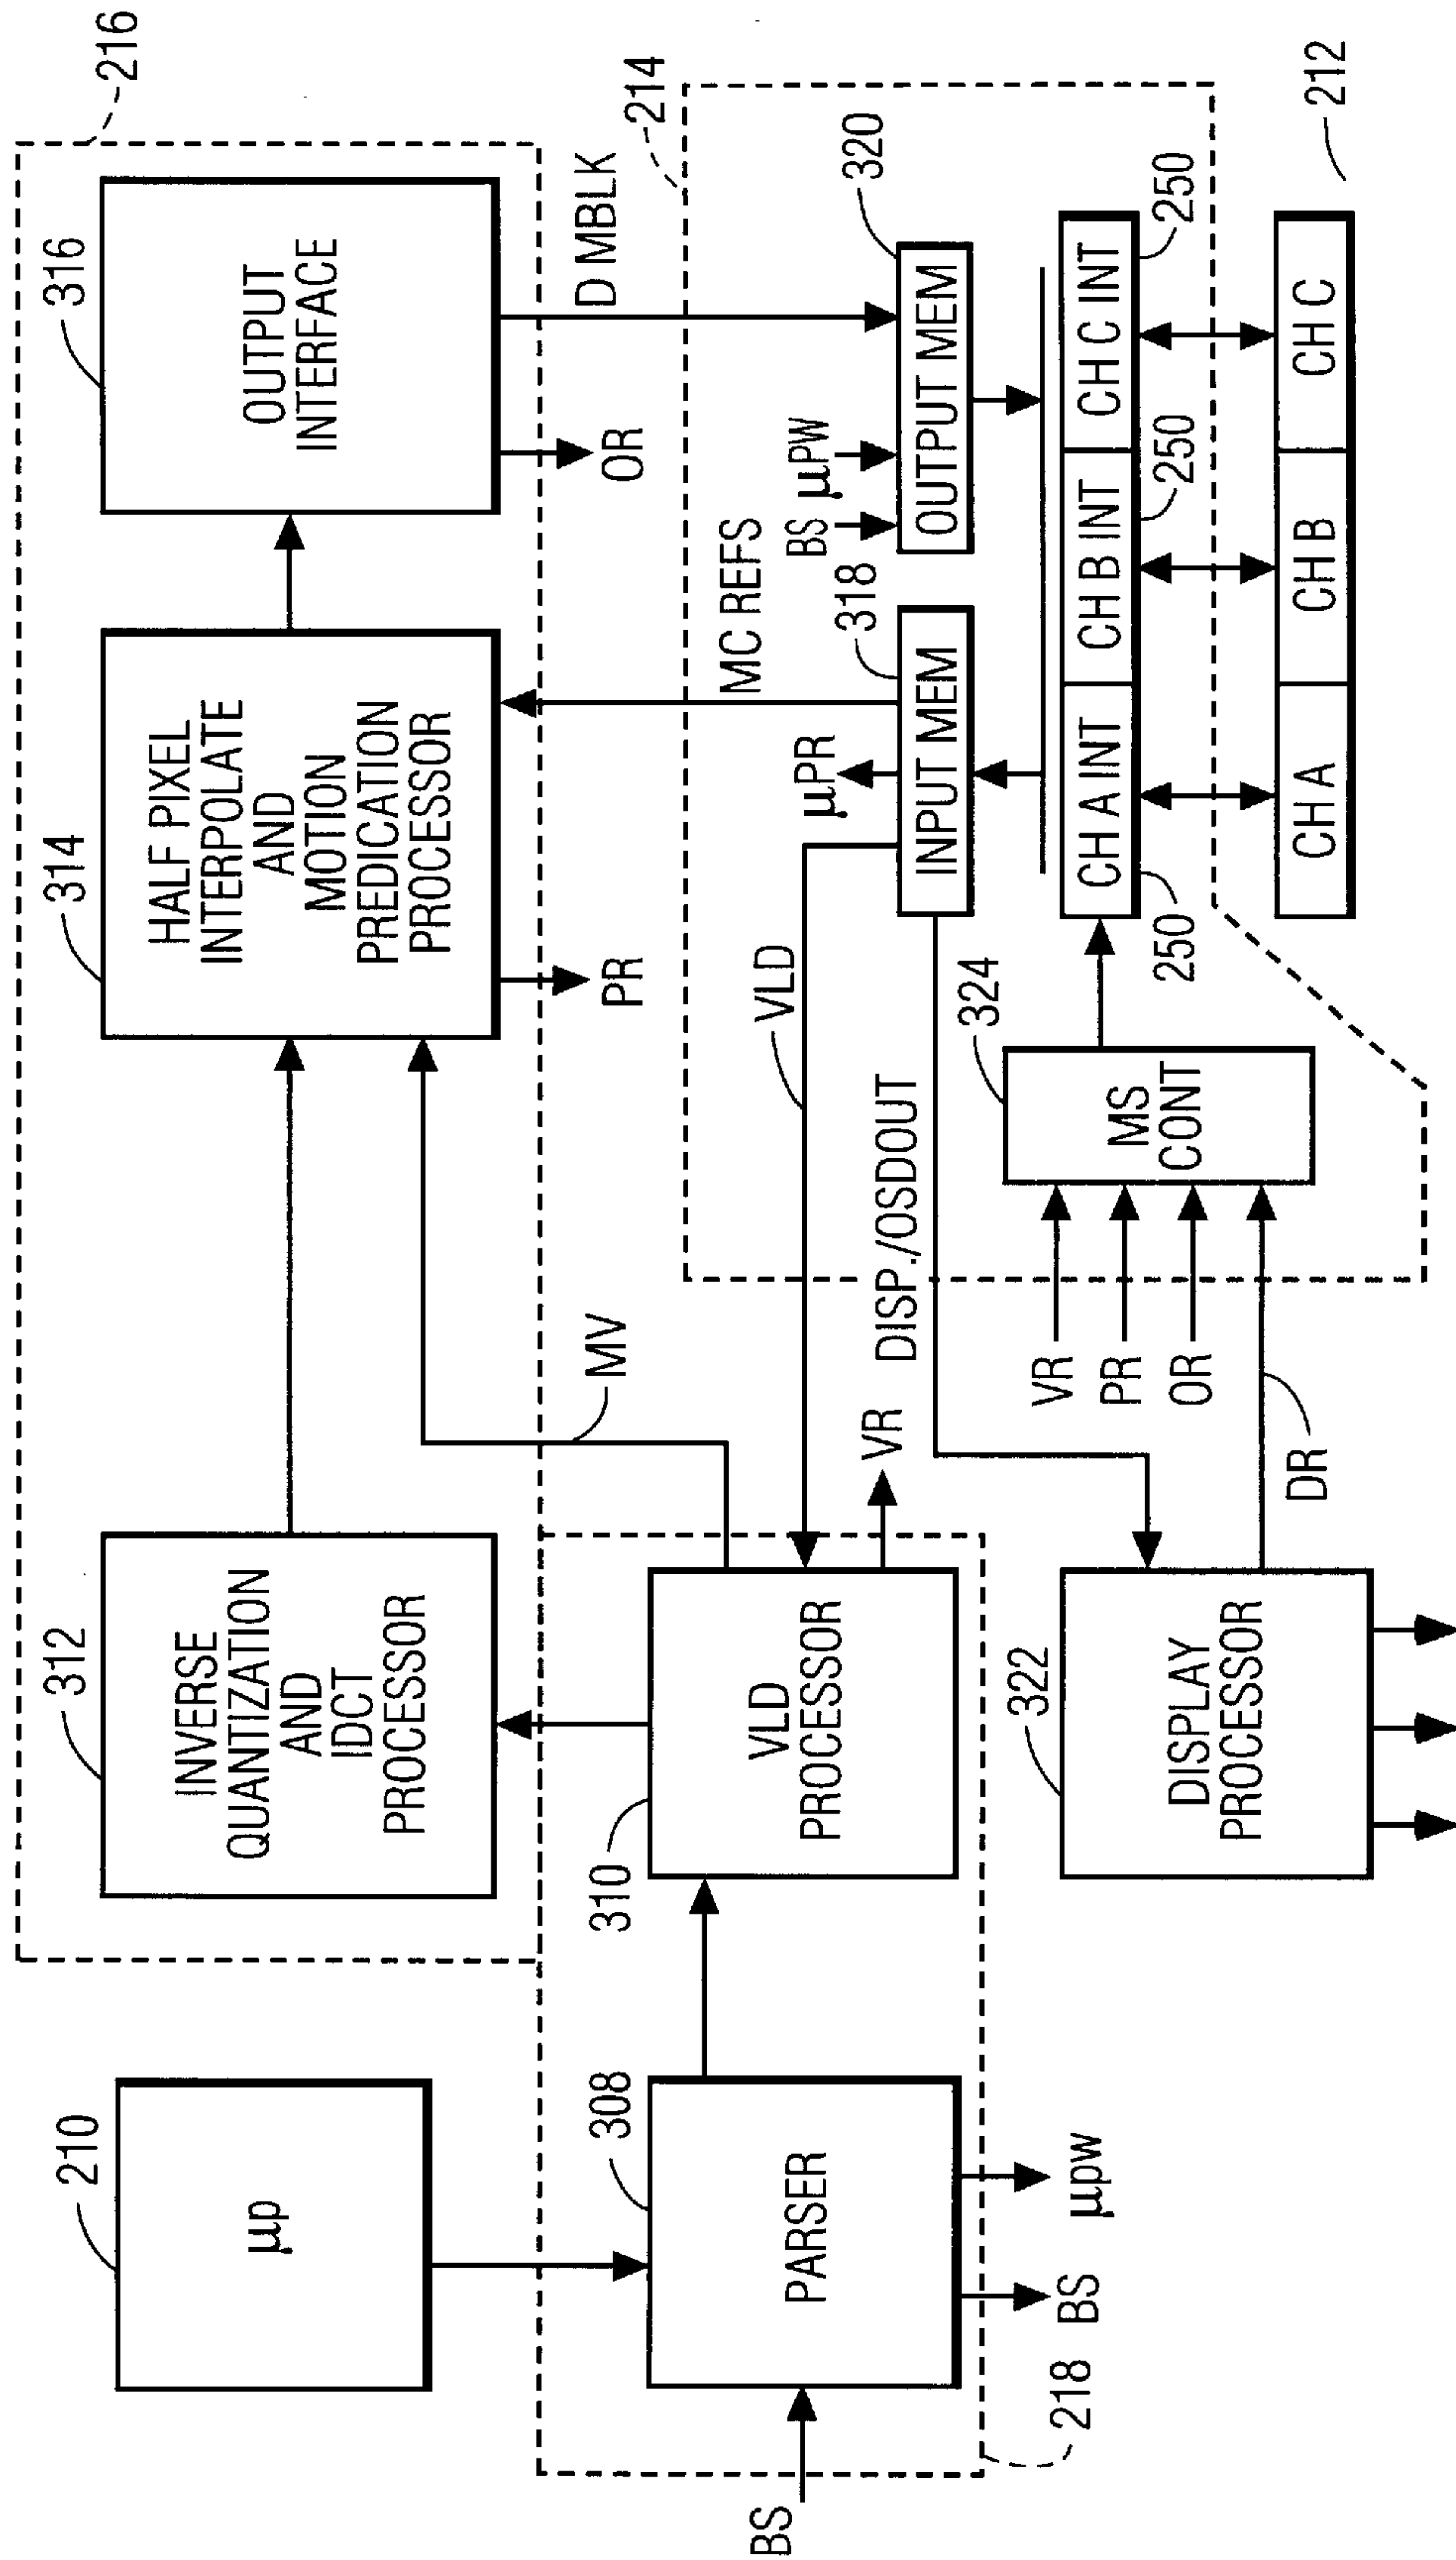 210
μp
312
INVERSE
QUANTIZATION
AND
IDCT
PROCESSOR
314
HALF PIXEL
INTERPOLATE
AND
MOTION
PREDICATION
PROCESSOR
316
OUTPUT
INTERFACE
216
BS
308
PARSER
BS
μpw
218
310
VLD
PROCESSOR
MV
VR
PR
OR
D MBLK
214
VLD
DISP./OSDOUT
MC REFS
μPR
318
INPUT MEM
BS
μPW
320
OUTPUT MEM
322
DISPLAY
PROCESSOR
DR
VR
PR
OR
324
MS
CONT
CH A INT
CH B INT
CH C INT
250
250
250
CH A
CH B
CH C
212